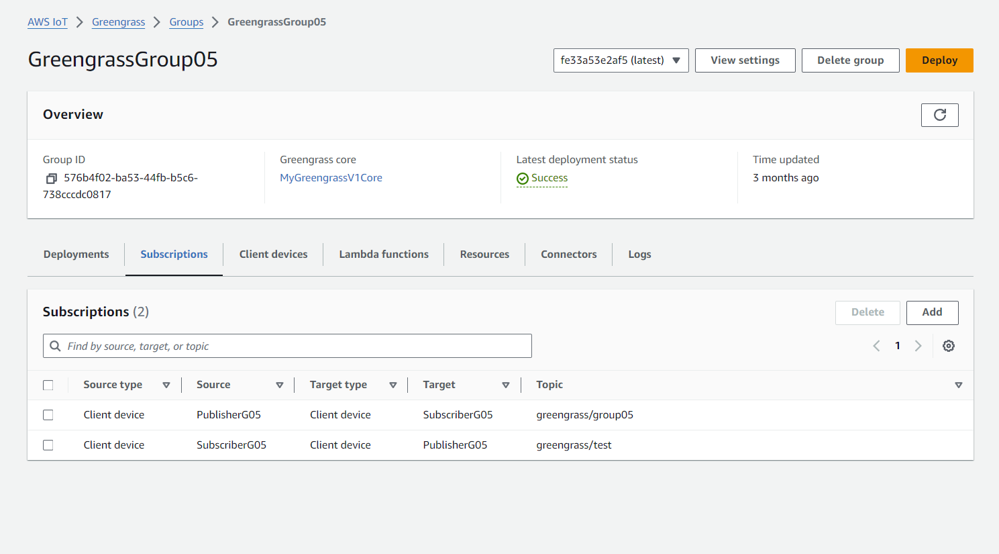 AWS IoT > Greengrass > Groups > GreengrassGroup05
GreengrassGroup05
fe33a53e2af5 (latest) View settings Delete group Deploy
Overview
Group ID
576b4f02-ba53-44fb-b5c6-
738cccdc0817
Greengrass core
MyGreengrassV1Core
Latest deployment status
Success
Time updated
3 months ago
Deployments Subscriptions Client devices Lambda functions Resources Connectors Logs
Subscriptions (2)
Delete Add
Find by source, target, or topic
1
Source type Source Target type Target Topic
Client device PublisherG05 Client device SubscriberG05 greengrass/group05
Client device SubscriberG05 Client device PublisherG05 greengrass/test